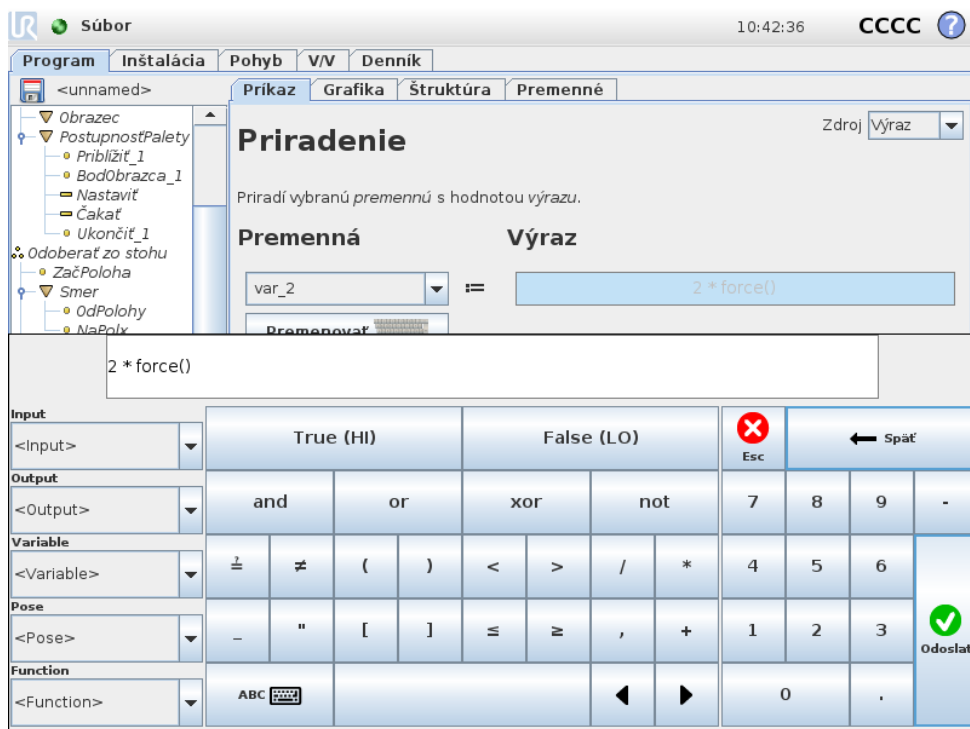 UR Súbor 10:42:36 CCCC ?
Program Inštalácia Pohyb V/V Denník
<unnamed>
Príkaz Grafika Štruktúra Premenné
Obrazec
PostupnosťPalety
Priblížiť_1
BodObrazca_1
Nastaviť
Čakať
Ukončiť_1
Odoberať zo stohu
ZačPoloha
Smer
OdPolohy
NaPolx
Zdroj Výraz
Priradenie
Priradí vybranú premennú s hodnotou výrazu.
Premenná Výraz
var_2 := 2 * force()
Premenovať
2 * force()
Input
<Input>
Output
<Output>
Variable
<Variable>
Pose
<Pose>
Function
<Function>
True (HI) False (LO) Esc Späť
and or xor not 7 8 9 -
≟ ≠ ( ) < > / * 4 5 6
_ " [ ] ≤ ≥ , + 1 2 3 Odoslať
ABC 0 .